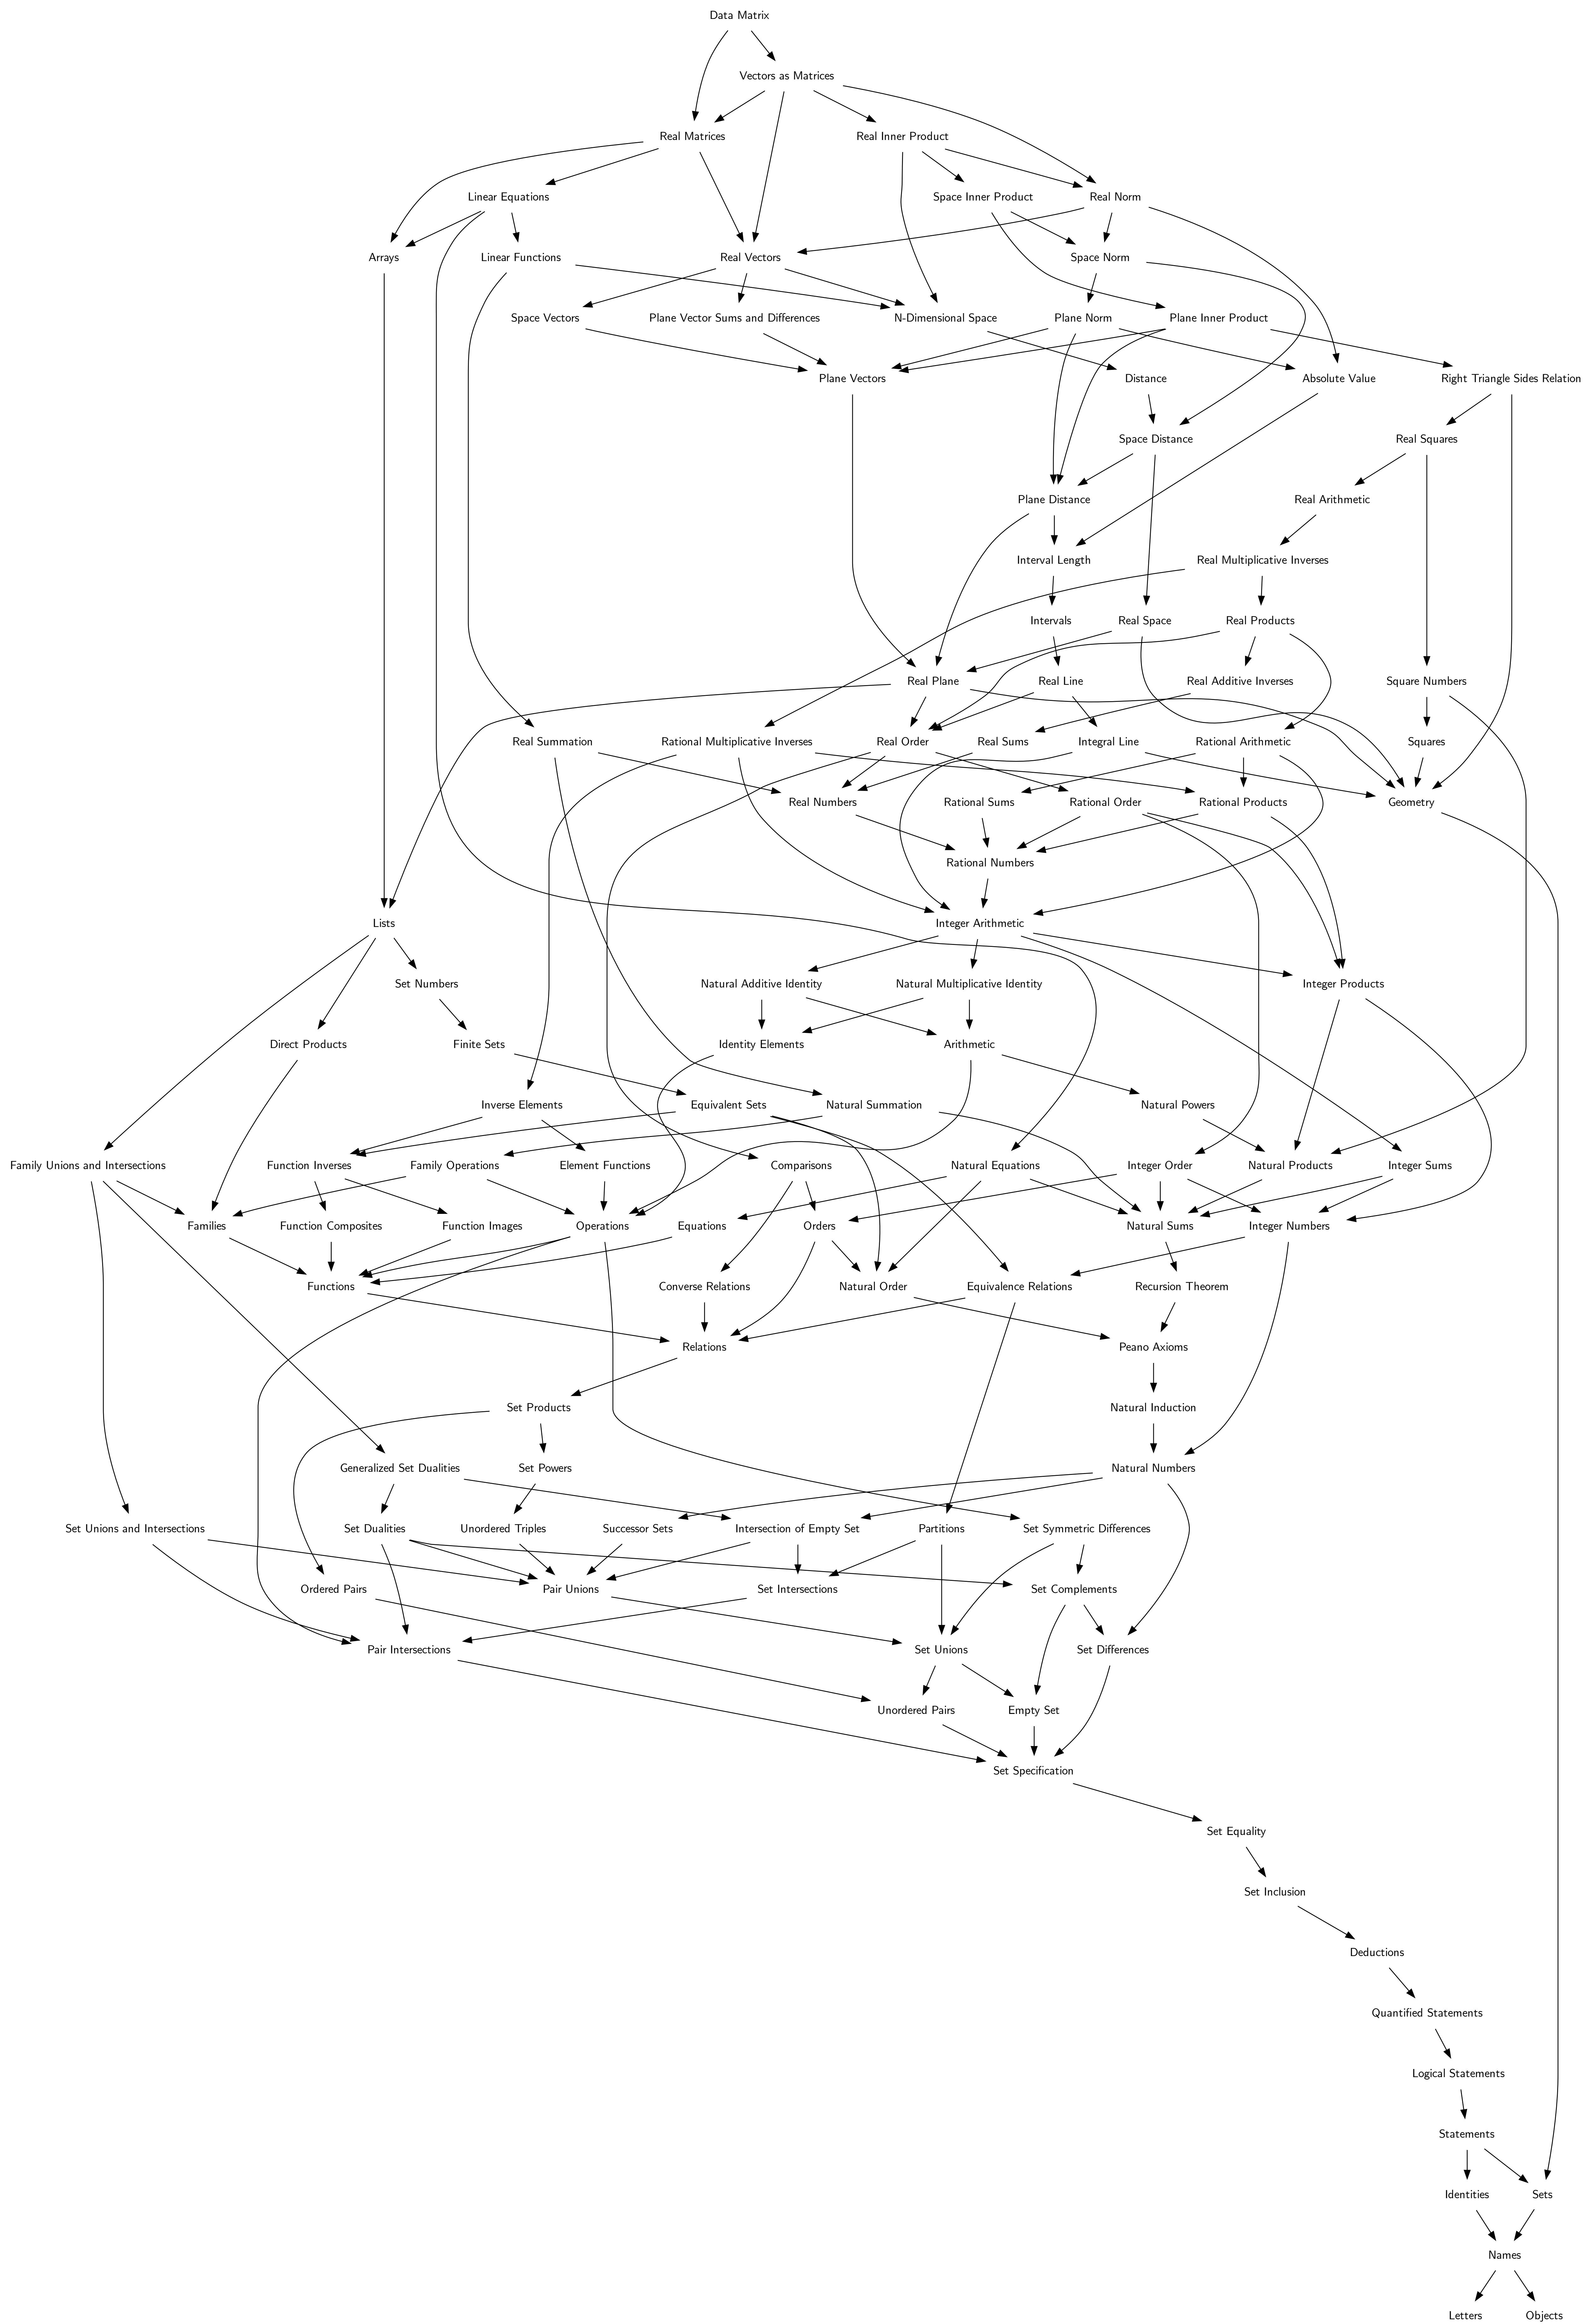 Data Matrix
Vectors as Matrices
Real Matrices
Real Inner Product
Linear Equations
Space Inner Product
Real Norm
Arrays
Linear Functions
Real Vectors
Space Norm
Space Vectors
Plane Vector Sums and Differences
N-Dimensional Space
Plane Norm
Plane Inner Product
Plane Vectors
Distance
Absolute Value
Right Triangle Sides Relation
Space Distance
Real Squares
Plane Distance
Real Arithmetic
Interval Length
Real Multiplicative Inverses
Intervals
Real Space
Real Products
Real Plane
Real Line
Real Additive Inverses
Square Numbers
Real Summation
Rational Multiplicative Inverses
Real Order
Real Sums
Integral Line
Rational Arithmetic
Squares
Real Numbers
Rational Sums
Rational Order
Rational Products
Geometry
Rational Numbers
Lists
Integer Arithmetic
Set Numbers
Natural Additive Identity
Natural Multiplicative Identity
Integer Products
Direct Products
Finite Sets
Identity Elements
Arithmetic
Inverse Elements
Equivalent Sets
Natural Summation
Natural Powers
Family Unions and Intersections
Function Inverses
Family Operations
Element Functions
Comparisons
Natural Equations
Integer Order
Natural Products
Integer Sums
Families
Function Composites
Function Images
Operations
Equations
Orders
Natural Sums
Integer Numbers
Functions
Converse Relations
Natural Order
Equivalence Relations
Recursion Theorem
Relations
Peano Axioms
Set Products
Natural Induction
Generalized Set Dualities
Set Powers
Natural Numbers
Set Unions and Intersections
Set Dualities
Unordered Triples
Successor Sets
Intersection of Empty Set
Partitions
Set Symmetric Differences
Ordered Pairs
Pair Unions
Set Intersections
Set Complements
Pair Intersections
Set Unions
Set Differences
Unordered Pairs
Empty Set
Set Specification
Set Equality
Set Inclusion
Deductions
Quantified Statements
Logical Statements
Statements
Identities
Sets
Names
Letters
Objects